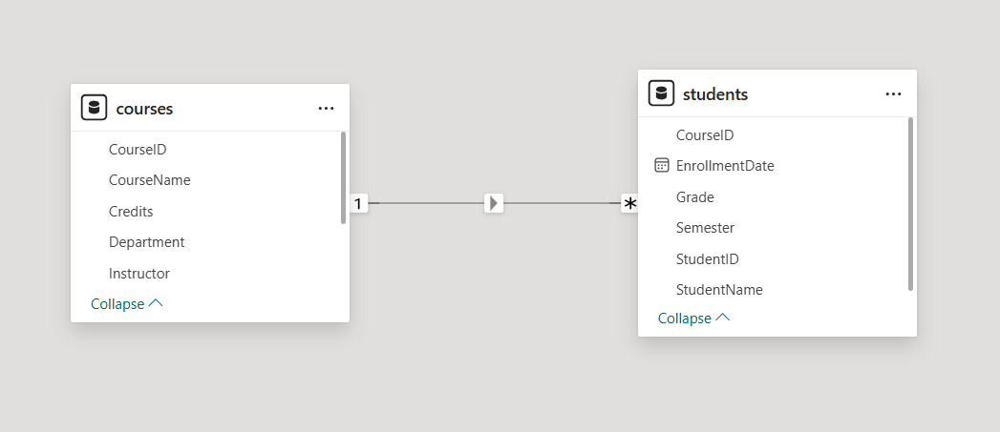 courses
CourseID
CourseName
Credits
Department
Instructor
Collapse
1
*
students
CourseID
EnrollmentDate
Grade
Semester
StudentID
StudentName
Collapse